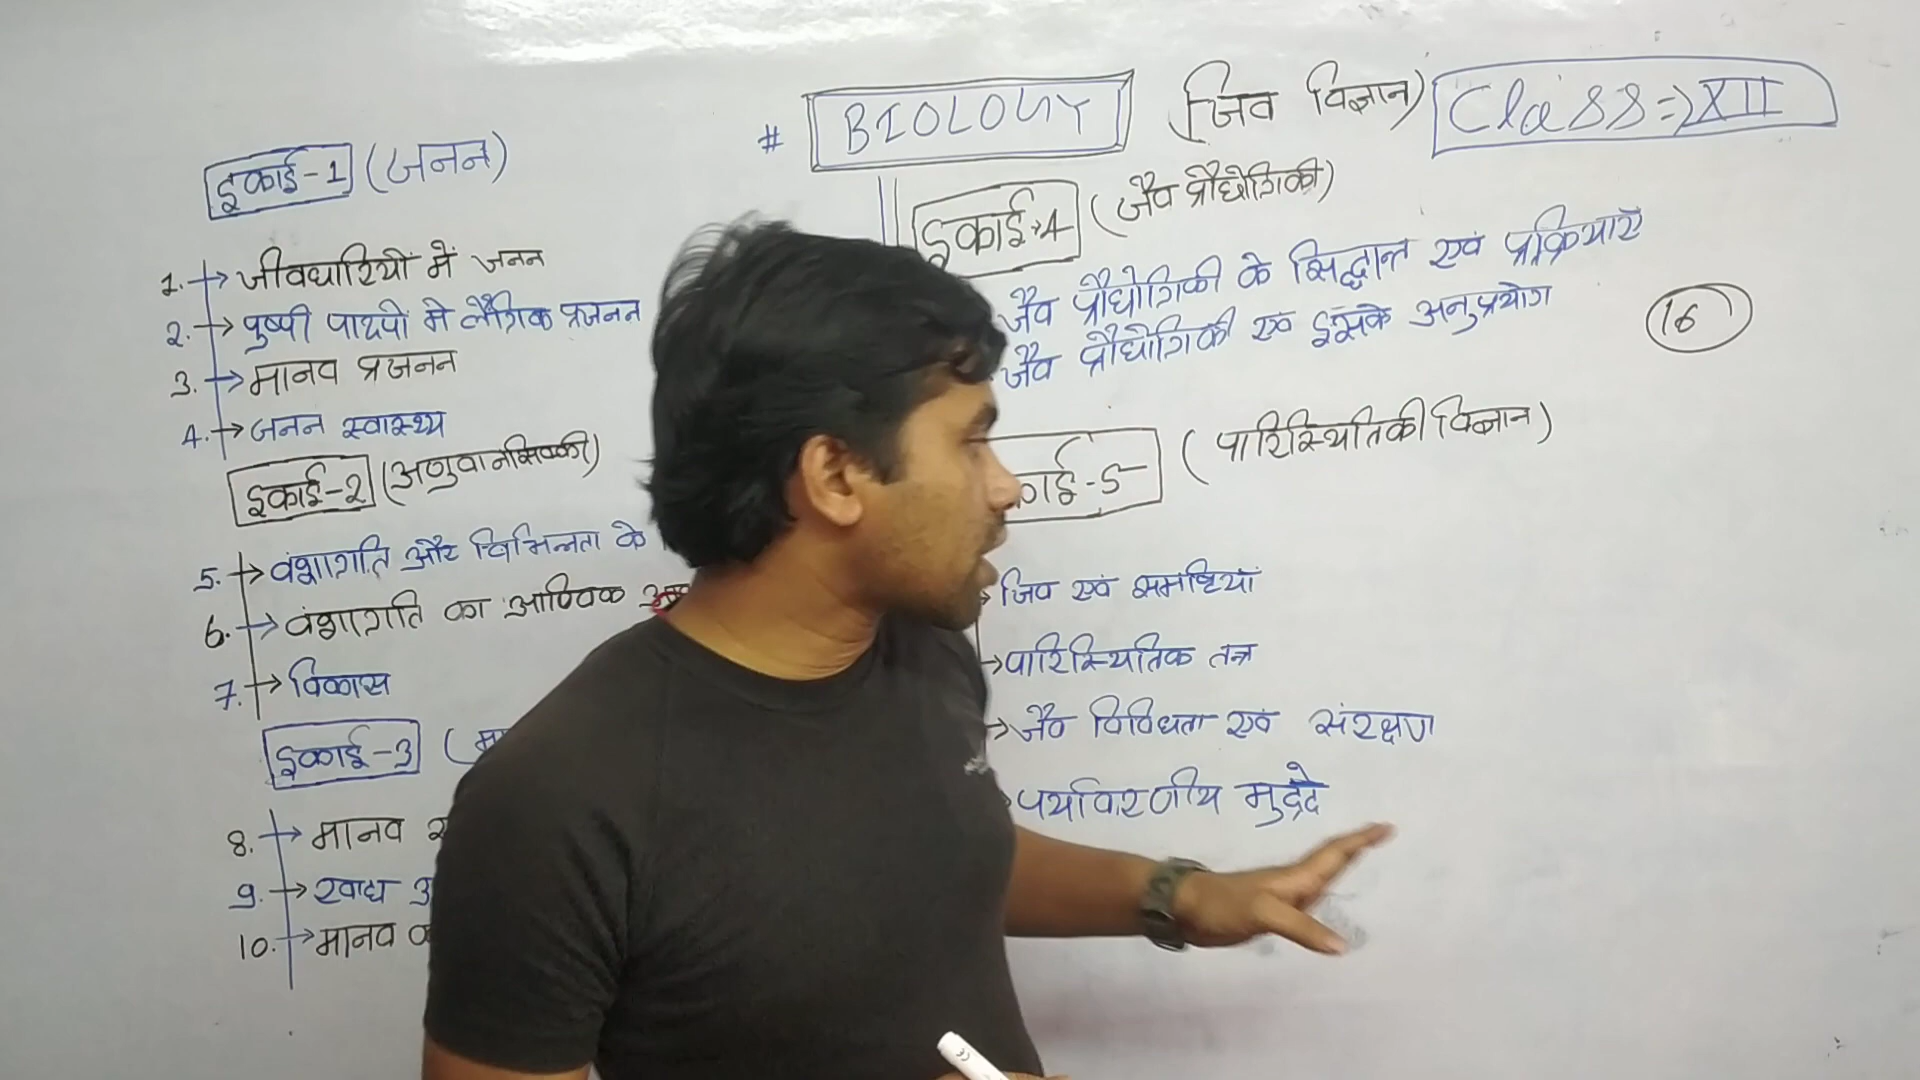 # BIOLOGY (जिव विज्ञान) Class => XII
इकाई-1 (जनन)
1. → जीवधारियों में जनन
2. → पुष्पी पादपो मे लैंगिक प्रजनन
3. → मानव प्रजनन
4. → जनन स्वास्थ्य
इकाई-2 (अणुवानंसिक्की)
5. → वंशागति और विभिन्नता के
6. → वंशागति का आण्विक
7. → विकास
इकाई-3
8. → मानव
9. → खाद्य
10. → मानव
इकाई→4 (जैव प्रौद्योगिकी)
जैव प्रौद्योगिकी के सिद्धान्त एवं प्रक्रियाएँ
जैव प्रौद्योगिकी एवं इसके अनुप्रयोग
16
काई-5 (पारिस्थितिकी विज्ञान)
→ जिव एवं समष्टियां
→ पारिस्थितिक तन्त्र
→ जैव विविधता एवं संरक्षण
पर्यावरणीय मुद्दे